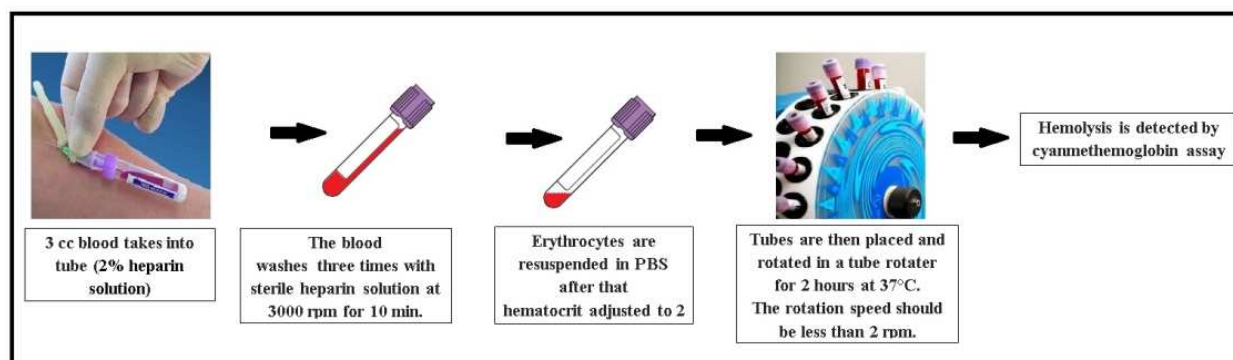 3 cc blood takes into
tube (2% heparin
solution)
The blood
washes three times with
sterile heparin solution at
3000 rpm for 10 min.
Erythrocytes are
resuspended in PBS
after that
hematocrit adjusted to 2
Tubes are then placed and
rotated in a tube rotater
for 2 hours at 37°C.
The rotation speed should
be less than 2 rpm.
Hemolysis is detected by
cyanmethemoglobin assay